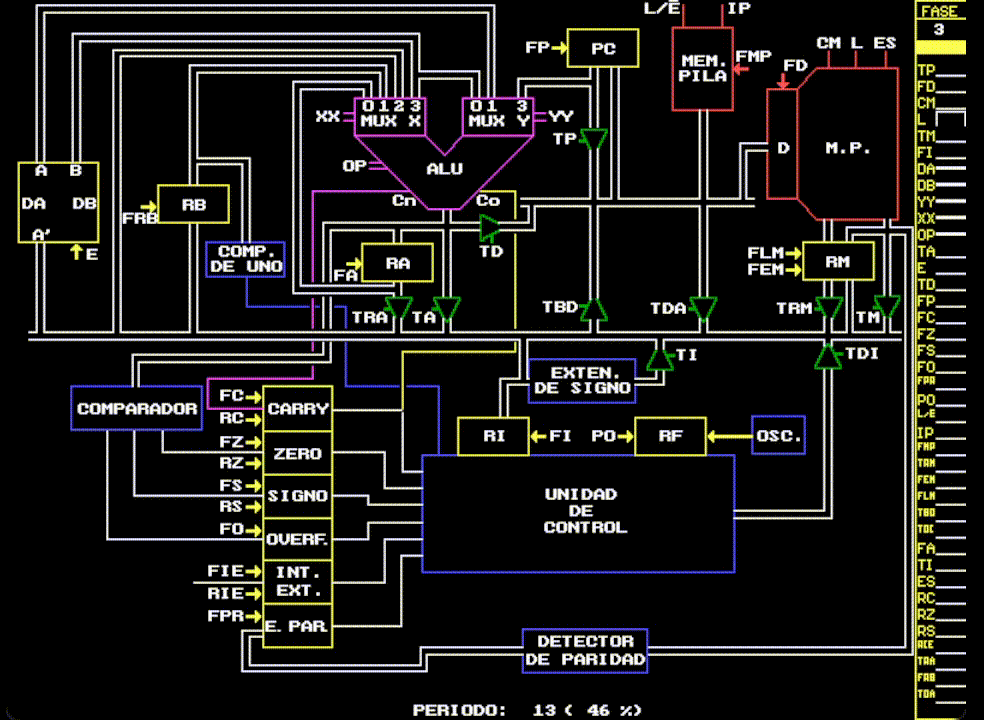 L/E IP
FASE
3
FP PC
MEM.
PILA
FMP
CM L ES
FD
XX 0 1 2 3
MUX X
0 1 3
MUX Y
YY
TP
OP
ALU
D
M.P.
A B
DA DB
A'
E
FRB
RB
Cn Co
COMP.
DE UNO
FA
RA
TD
FLM
FEM
RM
TRA TA
TBD
TDA
TRM
TM
TI
TDI
EXTEN.
DE SIGNO
COMPARADOR
FC
RC
CARRY
FZ
RZ
ZERO
FS
RS
SIGNO
FO
OVERF.
FIE
RIE
INT.
EXT.
FPR
E. PAR.
RI
FI
PO
RF
OSC.
UNIDAD
DE
CONTROL
DETECTOR
DE PARIDAD
TP
FD
CM
L
TM
FI
DA
DB
YY
XX
OP
TA
E
TD
FP
FC
FZ
FS
FO
FPR
PO
L/E
IP
FMP
TRM
FEM
FLM
TBD
TDI
FA
TI
ES
RC
RZ
RS
TRA
FRB
TDA
PERIODO: 13 ( 46 %)